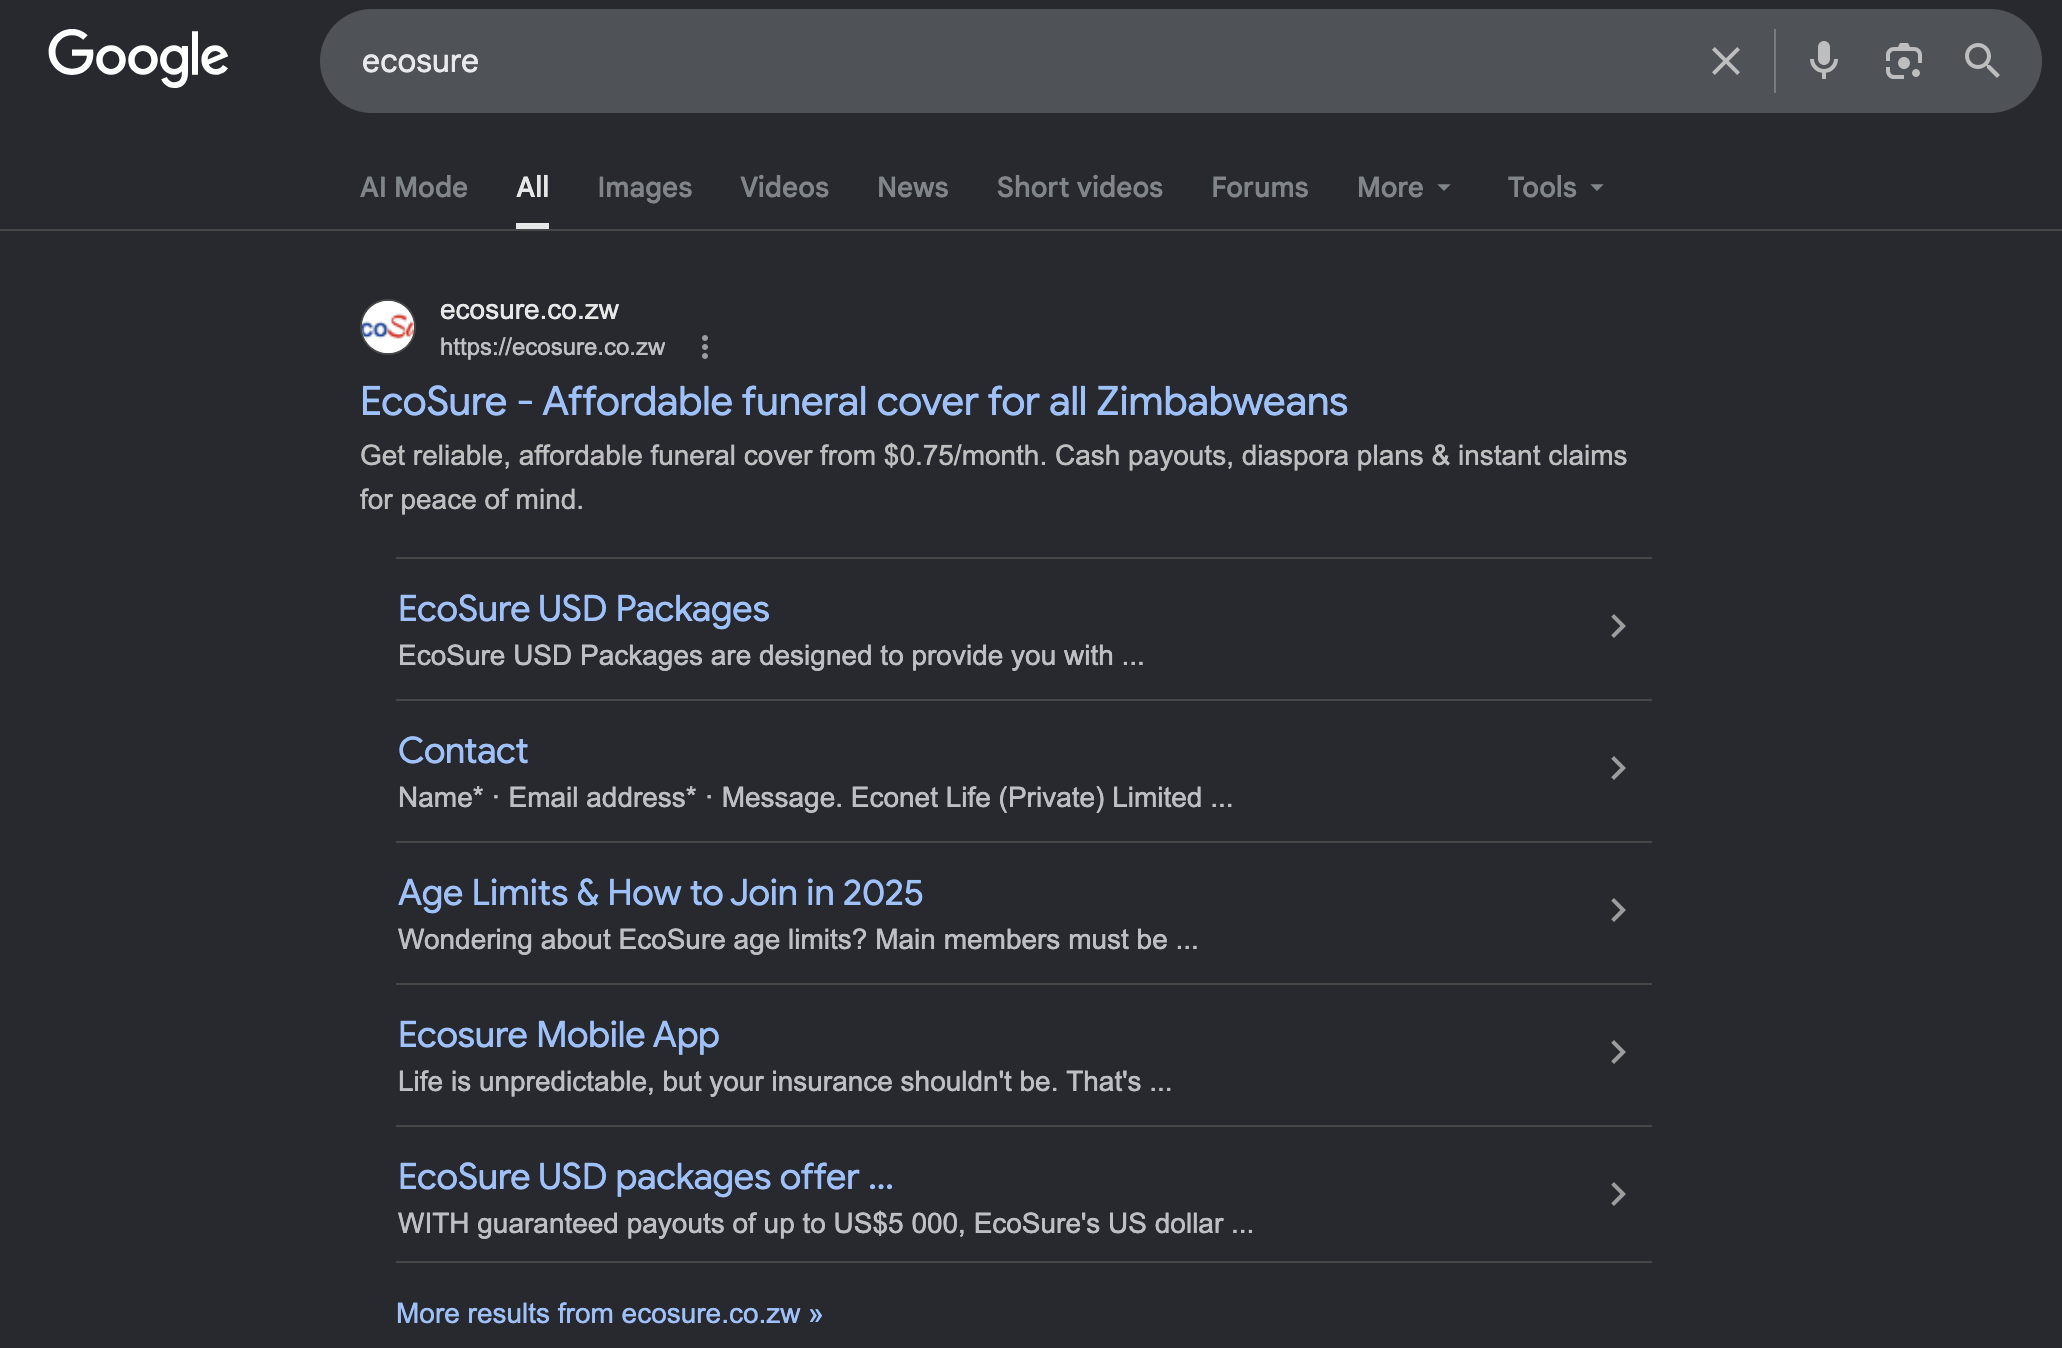 Google
ecosure
AI Mode All Images Videos News Short videos Forums More Tools
coSu
ecosure.co.zw
https://ecosure.co.zw
EcoSure - Affordable funeral cover for all Zimbabweans
Get reliable, affordable funeral cover from $0.75/month. Cash payouts, diaspora plans & instant claims
for peace of mind.
EcoSure USD Packages
EcoSure USD Packages are designed to provide you with ...
Contact
Name* · Email address* · Message. Econet Life (Private) Limited ...
Age Limits & How to Join in 2025
Wondering about EcoSure age limits? Main members must be ...
Ecosure Mobile App
Life is unpredictable, but your insurance shouldn't be. That's ...
EcoSure USD packages offer ...
WITH guaranteed payouts of up to US$5 000, EcoSure's US dollar ...
More results from ecosure.co.zw »